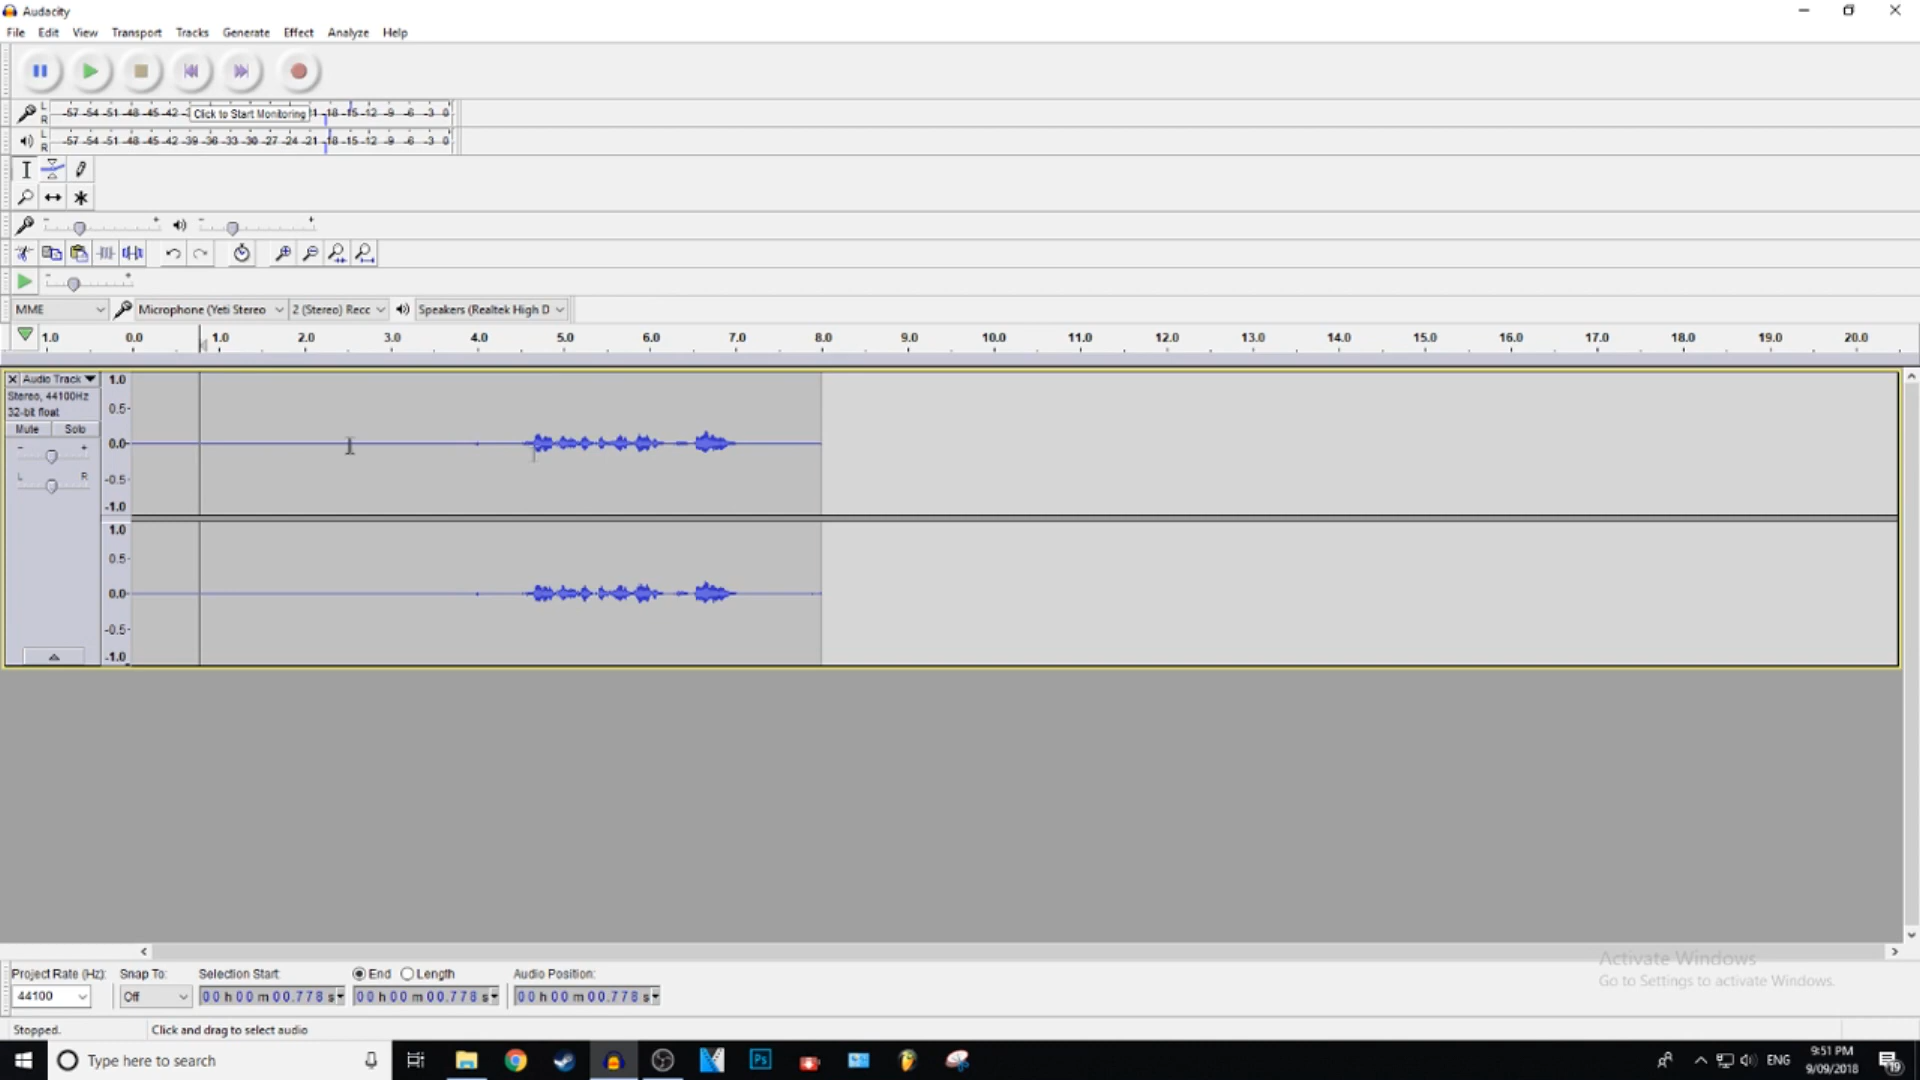 Audacity
File Edit View Transport Tracks Generate Effect Analyze Help
L R -57 -54 -51 -48 -45 -42 Click to Start Monitoring -18 -15 -12 -9 -6 -3 0
L R -57 -54 -51 -48 -45 -42 -39 -36 -33 -30 -27 -24 -21 -18 -15 -12 -9 -6 -3 0
MME Microphone (Yeti Stereo 2 (Stereo) Recc Speakers (Realtek High D
1.0 0.0 1.0 2.0 3.0 4.0 5.0 6.0 7.0 8.0 9.0 10.0 11.0 12.0 13.0 14.0 15.0 16.0 17.0 18.0 19.0 20.0
X Audio Track 1.0
Stereo, 44100Hz
32-bit float 0.5-
Mute Solo
0.0-
L R -0.5-
-1.0
1.0
0.5-
0.0-
-0.5-
-1.0
Activate Windows
Go to Settings to activate Windows.
Project Rate (Hz): Snap To: Selection Start: End Length Audio Position:
44100 Off 00 h 00 m 00.778 s 00 h 00 m 00.778 s 00 h 00 m 00.778 s
Stopped. Click and drag to select audio
Type here to search Ps ENG 9:51 PM 19
9/09/2018